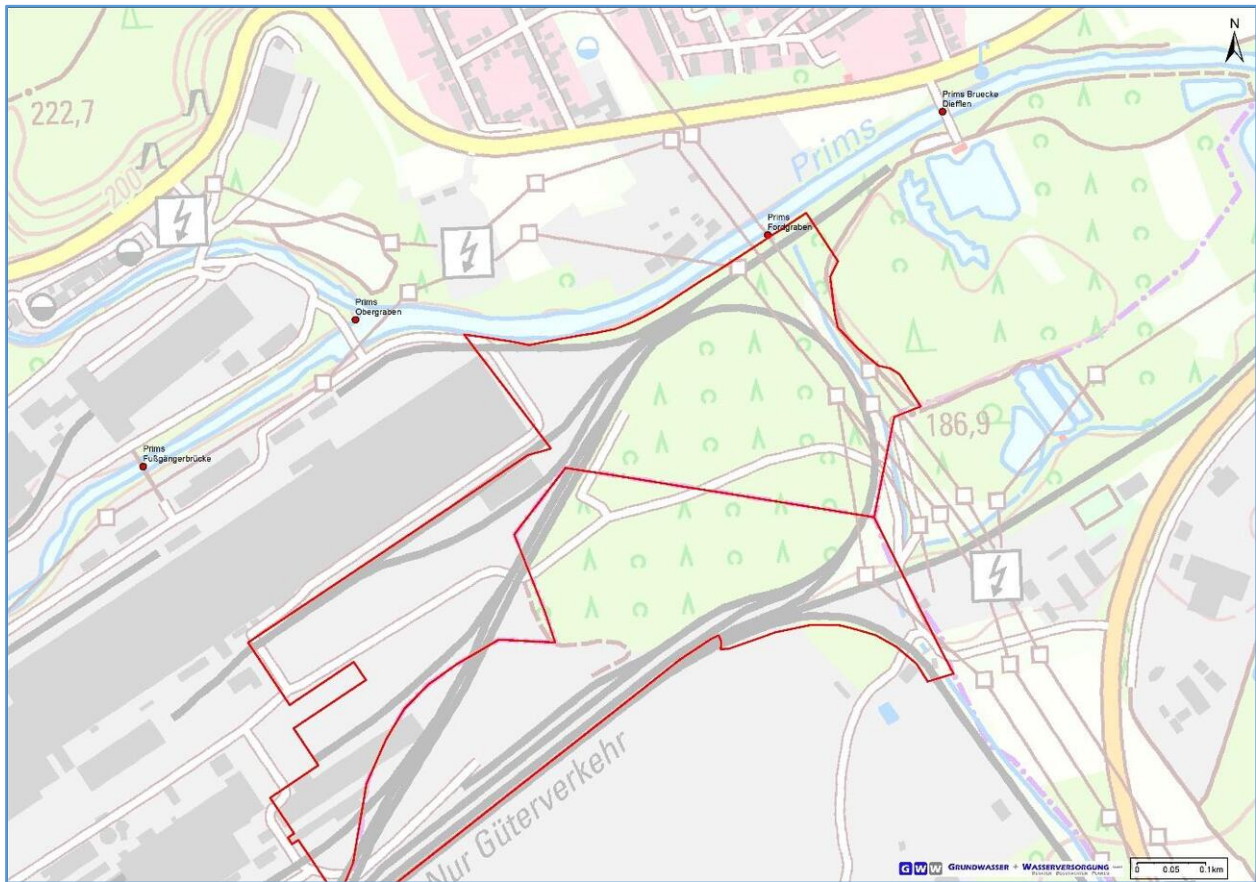 N
222,7
200
Prims Bruecke
Diefflen
Prims
Prims
Fordgraben
Prims
Obergraben
186,9
Prims
Fußgängerbrücke
Nur Güterverkehr
GWW GRUNDWASSER + WASSERVERSORGUNG
0 0.05 0.1km